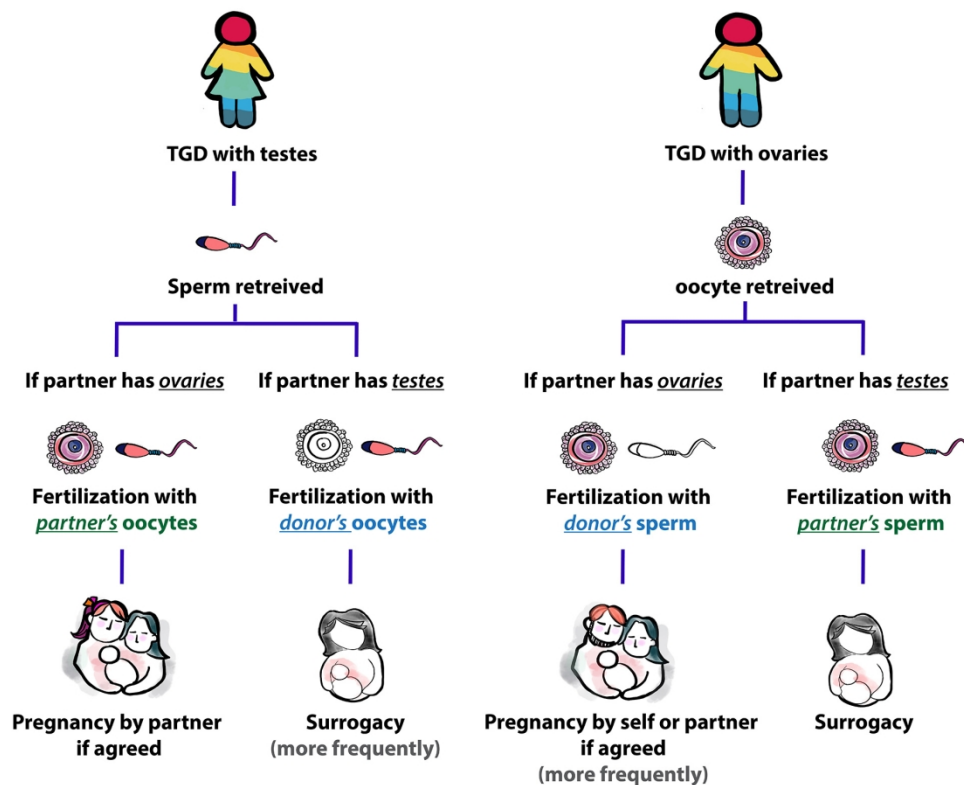 TGD with testes
TGD with ovaries
Sperm retreived
oocyte retreived
If partner has ovaries
If partner has testes
If partner has ovaries
If partner has testes
Fertilization with
partner's oocytes
Fertilization with
donor's oocytes
Fertilization with
donor's sperm
Fertilization with
partner's sperm
Pregnancy by partner
if agreed
Surrogacy
(more frequently)
Pregnancy by self or partner
if agreed
(more frequently)
Surrogacy